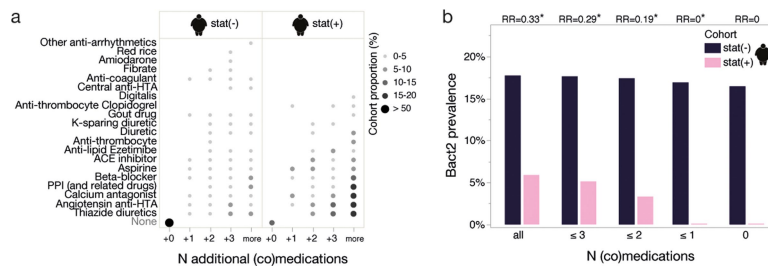 a
stat(-)
stat(+)
Other anti-arrhythmetics
Red rice
Amiodarone
Fibrate
Anti-coagulant
Central anti-HTA
Digitalis
Anti-thrombocyte Clopidogrel
Gout drug
K-sparing diuretic
Diuretic
Anti-thrombocyte
Anti-lipid Ezetimibe
ACE inhibitor
Aspirine
Beta-blocker
PPI (and related drugs)
Calcium antagonist
Angiotensin anti-HTA
Thiazide diuretics
None
+0 +1 +2 +3 more +0 +1 +2 +3 more
N additional (co)medications
Cohort proportion (%)
0-5
5-10
10-15
15-20
> 50
b
RR=0.33* RR=0.29* RR=0.19* RR=0* RR=0
Cohort
stat(-)
stat(+)
Bact2 prevalence
20%
15%
10%
5%
0%
all ≤ 3 ≤ 2 ≤ 1 0
N (co)medications